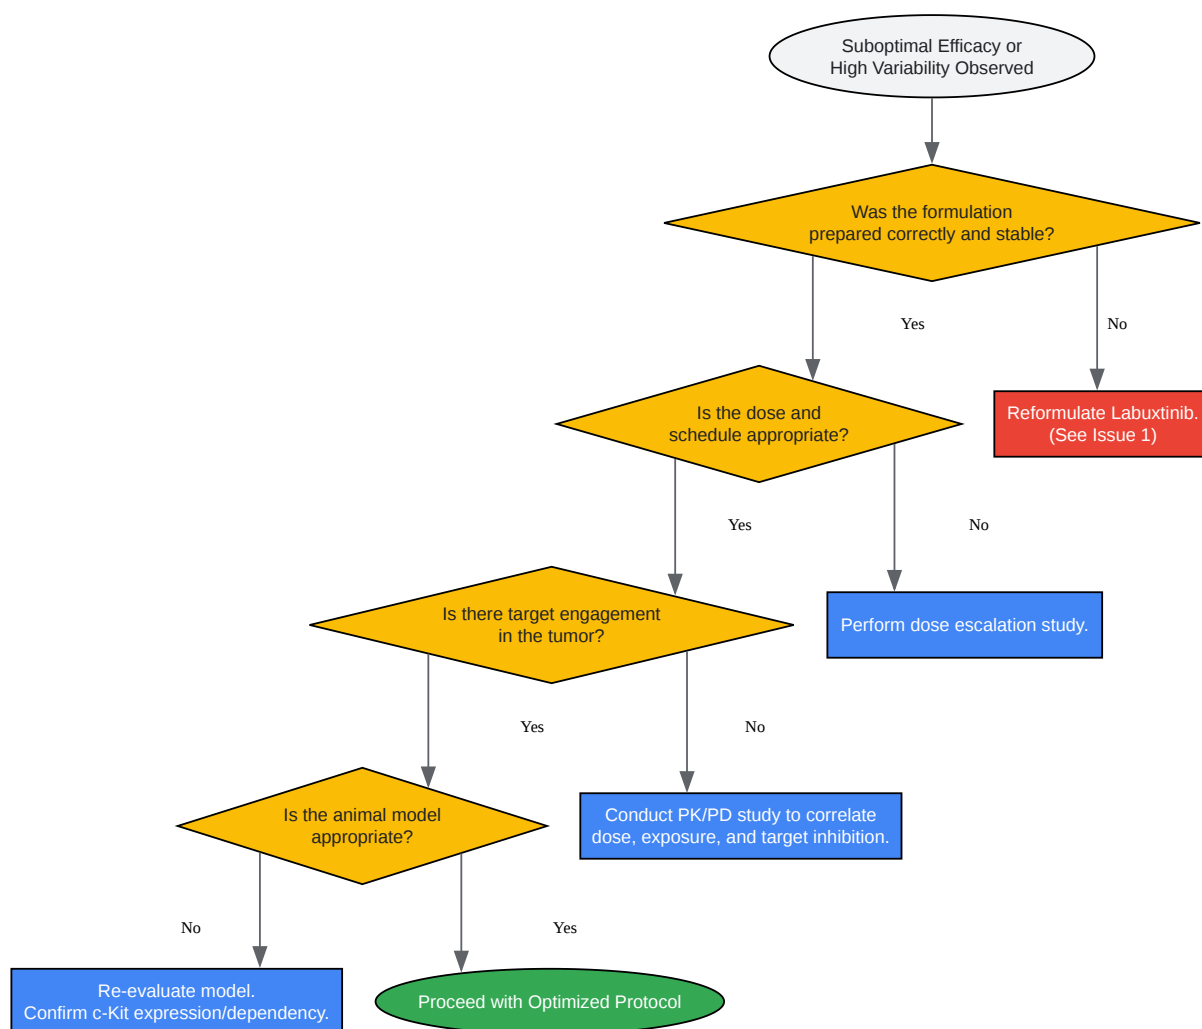 Suboptimal Efficacy or
High Variability Observed
Was the formulation
prepared correctly and stable?
Yes
No
Is the dose and
schedule appropriate?
Reformulate Labuxtinib.
(See Issue 1)
Yes
No
Is there target engagement
in the tumor?
Perform dose escalation study.
Yes
No
Is the animal model
appropriate?
Conduct PK/PD study to correlate
dose, exposure, and target inhibition.
No
Yes
Re-evaluate model.
Confirm c-Kit expression/dependency.
Proceed with Optimized Protocol